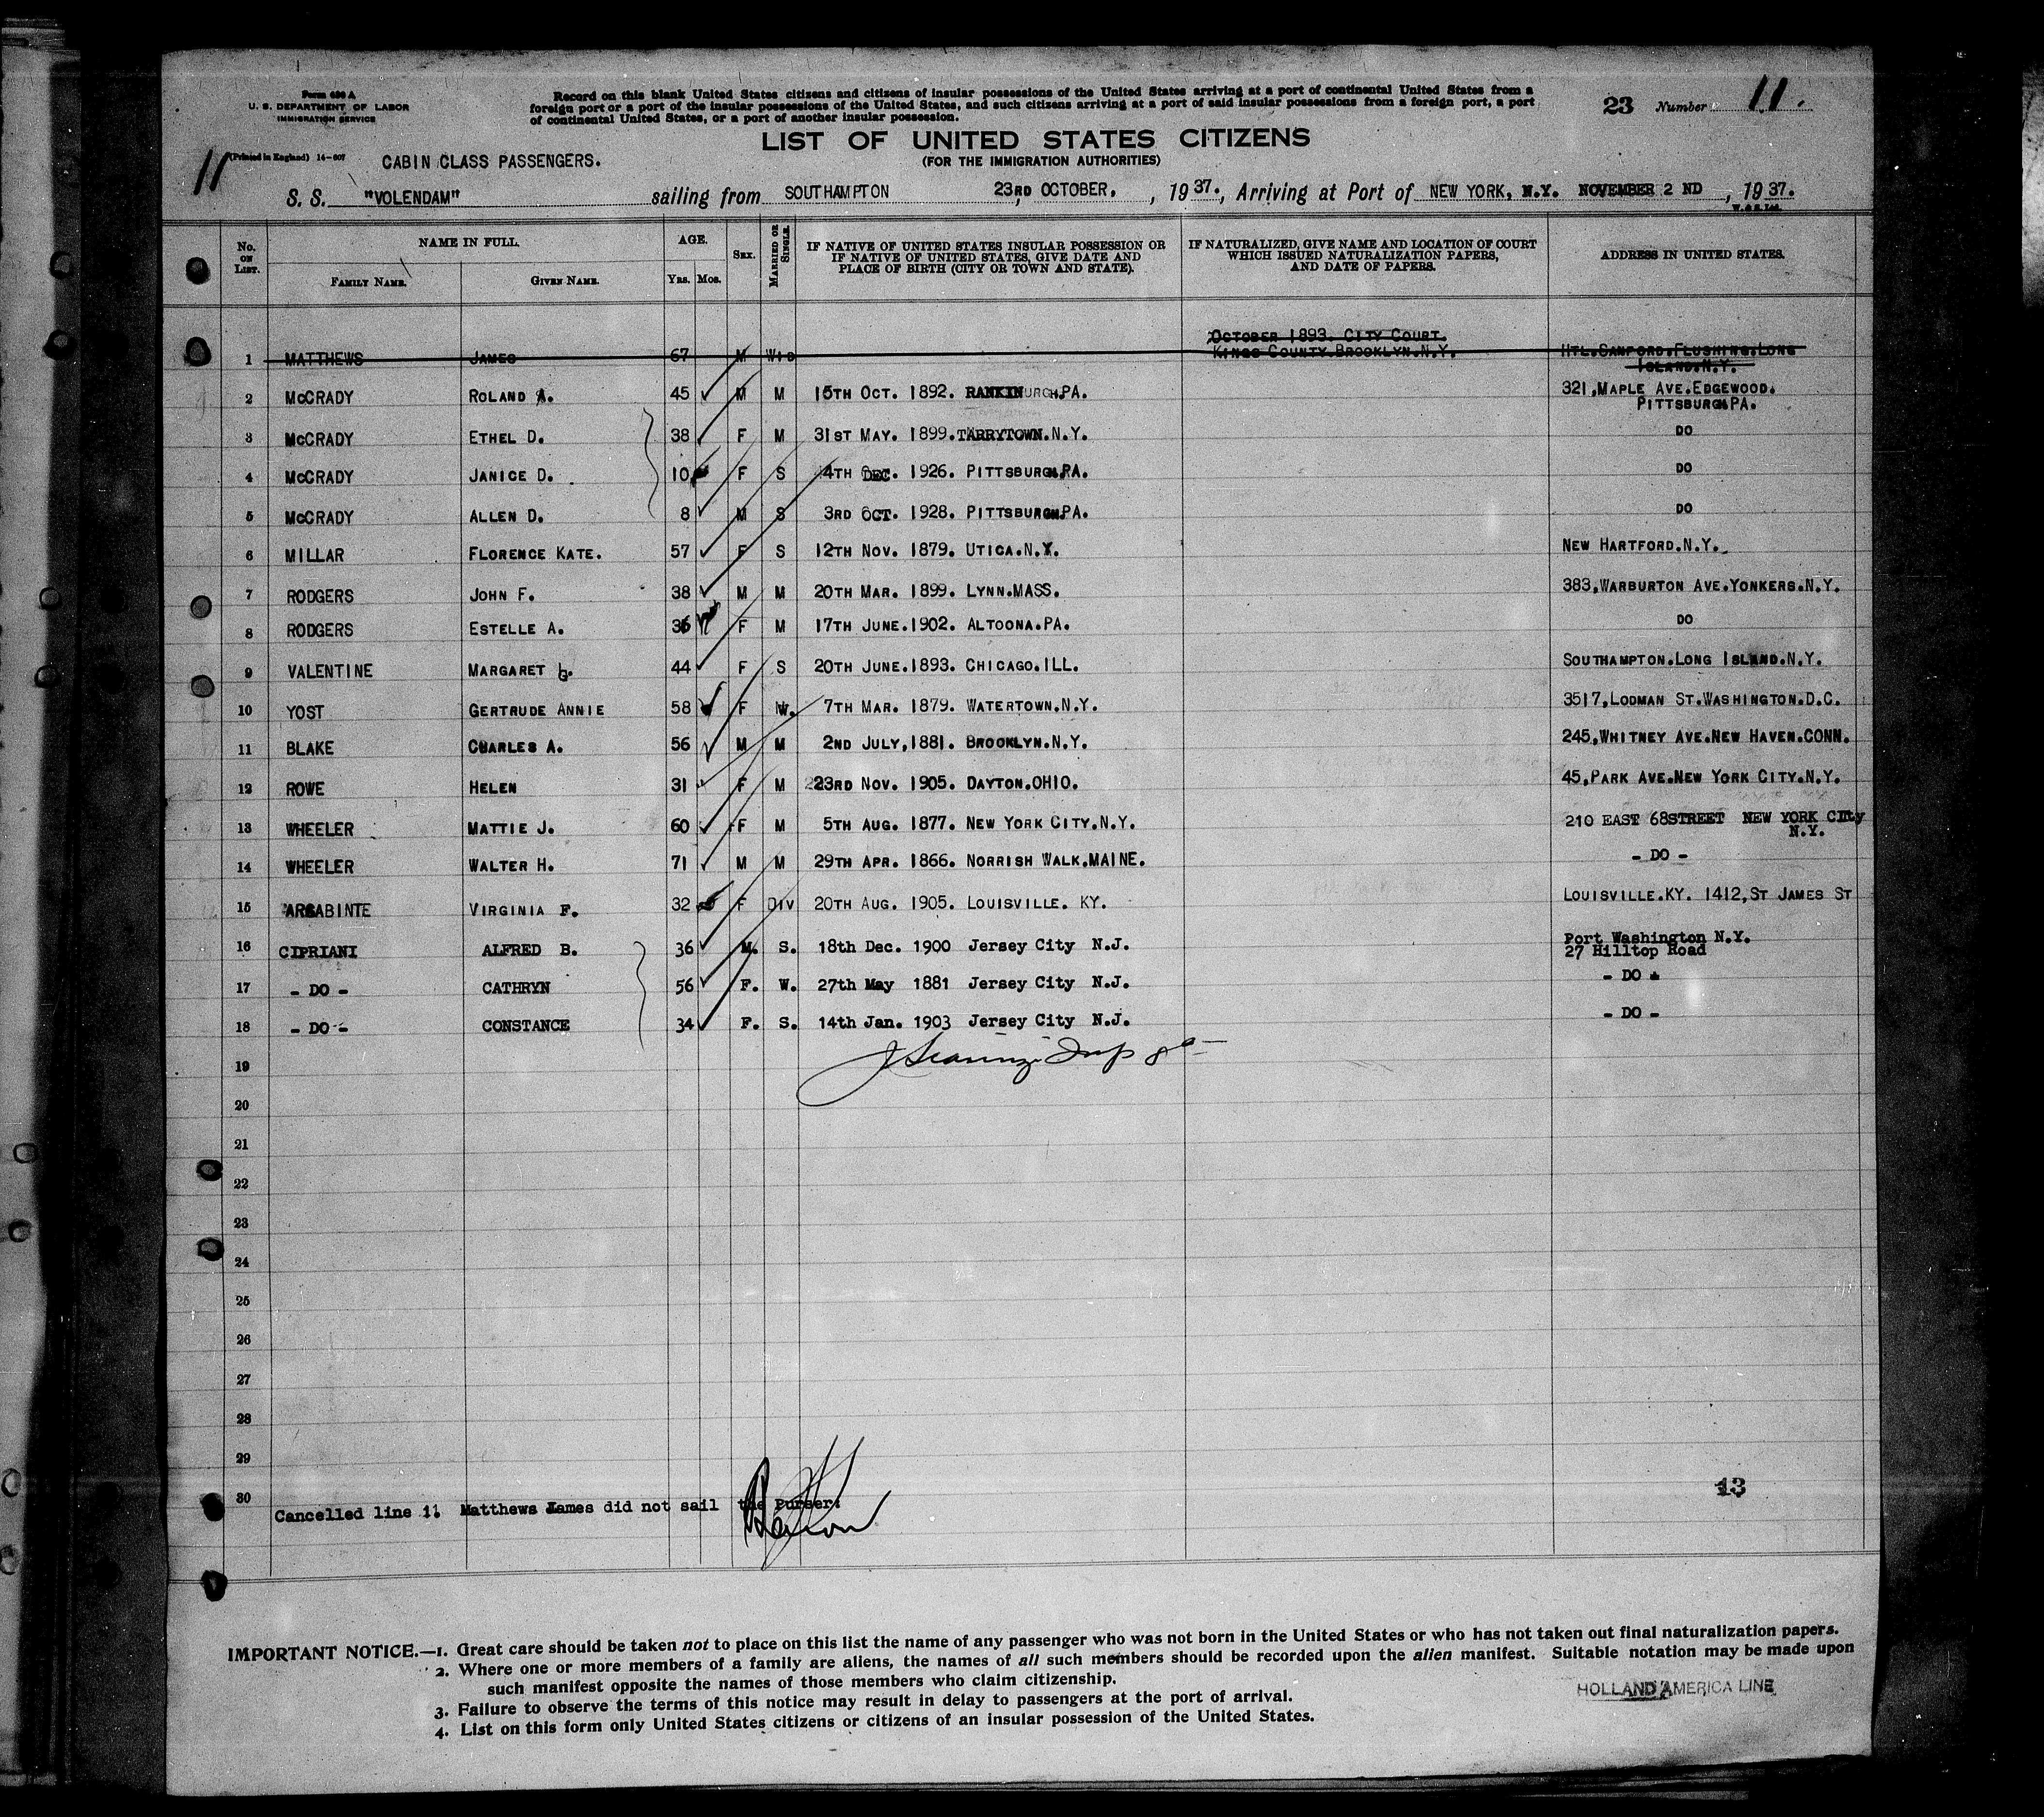 Form 630 A
U. S. DEPARTMENT OF LABOR
IMMIGRATION SERVICE
Record on this blank United States citizens and citizens of insular possessions of the United States arriving at a port of continental United States from a
foreign port or a port of the insular possessions of the United States, and such citizens arriving at a port of said insular possessions from a foreign port, a port
of continental United States, or a port of another insular possession.
23 Number 11.
LIST OF UNITED STATES CITIZENS
(FOR THE IMMIGRATION AUTHORITIES)
11 (Printed in England) 14-607 CABIN CLASS PASSENGERS.
S. S. "VOLENDAM" sailing from SOUTHAMPTON 23RD OCTOBER, , 1937., Arriving at Port of NEW YORK, N.Y. NOVEMBER 2 ND , 1937.
No. ON LIST. NAME IN FULL. FAMILY NAME. GIVEN NAME. AGE. YRS. MOS. SEX. MARRIED OR SINGLE. IF NATIVE OF UNITED STATES INSULAR POSSESSION OR IF NATIVE OF UNITED STATES, GIVE DATE AND PLACE OF BIRTH (CITY OR TOWN AND STATE). IF NATURALIZED, GIVE NAME AND LOCATION OF COURT WHICH ISSUED NATURALIZATION PAPERS, AND DATE OF PAPERS. ADDRESS IN UNITED STATES.
OCTOBER 1893. CITY COURT.
1 MATTHEWS JAMES 67 M WID KINGS COUNTY.BROOKLYN.N.Y. HTL.SANFORD.FLUSHING.LONG
ISLAND.N.Y.
2 McCRADY ROLAND A. 45 M M 15TH OCT. 1892. RANKIN PA. 321,MAPLE AVE.EDGEWOOD.
PITTSBURGH PA.
3 McCRADY ETHEL D. 38 F M 31ST MAY. 1899.TARRYTOWN.N.Y. DO
4 McCRADY JANICE D. 10 F S 4TH DEC. 1926. PITTSBURGH.PA. DO
5 McCRADY ALLEN D. 8 M S 3RD OCT. 1928. PITTSBURGH.PA. DO
6 MILLAR FLORENCE KATE. 57 F S 12TH NOV. 1879. UTICA.N.Y. NEW HARTFORD.N.Y.
7 RODGERS JOHN F. 38 M M 20TH MAR. 1899. LYNN.MASS. 383,WARBURTON AVE.YONKERS.N.Y.
8 RODGERS ESTELLE A. 36 F M 17TH JUNE.1902. ALTOONA.PA. DO
9 VALENTINE MARGARET G. 44 F S 20TH JUNE.1893. CHICAGO.ILL. SOUTHAMPTON.LONG ISLAND.N.Y.
10 YOST GERTRUDE ANNIE 58 F W. 7TH MAR. 1879. WATERTOWN.N.Y. 3517,LODMAN ST.WASHINGTON.D.C.
11 BLAKE CHARLES A. 56 M M 2ND JULY,1881. BROOKLYN.N.Y. 245,WHITNEY AVE.NEW HAVEN.CONN.
12 ROWE HELEN 31 F M 23RD NOV. 1905. DAYTON.OHIO. 45,PARK AVE.NEW YORK CITY.N.Y.
13 WHEELER MATTIE J. 60 F M 5TH AUG. 1877. NEW YORK CITY.N.Y. 210 EAST 68STREET NEW YORK City
N.Y.
14 WHEELER WALTER H. 71 M M 29TH APR. 1866. NORRISH WALK.MAINE. - DO -
15 ARSABINTE VIRGINIA F. 32 F DIV 20TH AUG. 1905. LOUISVILLE. KY. LOUISVILLE.KY. 1412,ST JAMES ST
16 CIPRIANI ALFRED B. 36 M. S. 18th Dec. 1900 Jersey City N.J. Port Washington N.Y.
27 Hilltop Road
17 - DO - CATHRYN 56 F. W. 27th May 1881 Jersey City N.J. - DO -
18 - DO - CONSTANCE 34 F. S. 14th Jan. 1903 Jersey City N.J. - DO -
19
20
21
22
23
24
25
26
27
28
29
30 13
Cancelled line 1. Matthews James did not sail the Purser.
IMPORTANT NOTICE.—1. Great care should be taken not to place on this list the name of any passenger who was not born in the United States or who has not taken out final naturalization papers.
2. Where one or more members of a family are aliens, the names of all such members should be recorded upon the alien manifest. Suitable notation may be made upon
such manifest opposite the names of those members who claim citizenship.
3. Failure to observe the terms of this notice may result in delay to passengers at the port of arrival.
4. List on this form only United States citizens or citizens of an insular possession of the United States.
HOLLAND AMERICA LINE